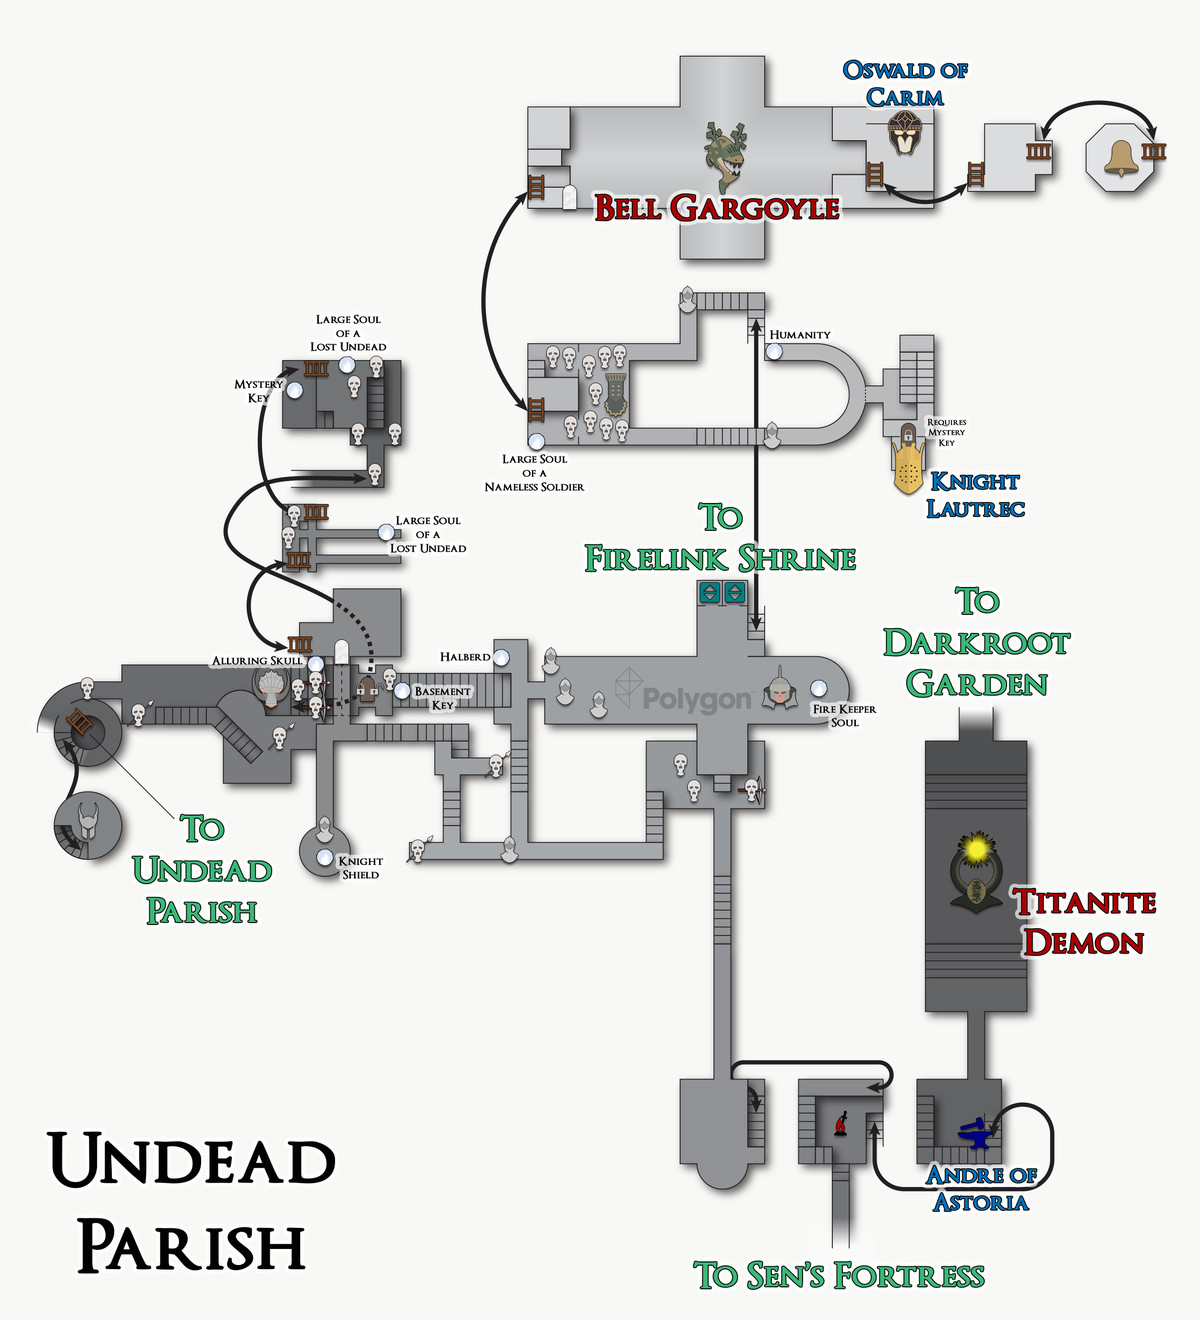 OSWALD OF
CARIM
BELL GARGOYLE
LARGE SOUL
OF A
LOST UNDEAD
MYSTERY
KEY
HUMANITY
REQUIRES
MYSTERY
KEY
LARGE SOUL
OF A
NAMELESS SOLDIER
KNIGHT
LAUTREC
LARGE SOUL
OF A
LOST UNDEAD
TO
FIRELINK SHRINE
TO
DARKROOT
GARDEN
HALBERD
ALLURING SKULL
BASEMENT
KEY
Polygon
FIRE KEEPER
SOUL
TO
UNDEAD
PARISH
KNIGHT
SHIELD
TITANITE
DEMON
UNDEAD
PARISH
ANDRE OF
ASTORIA
TO SEN'S FORTRESS